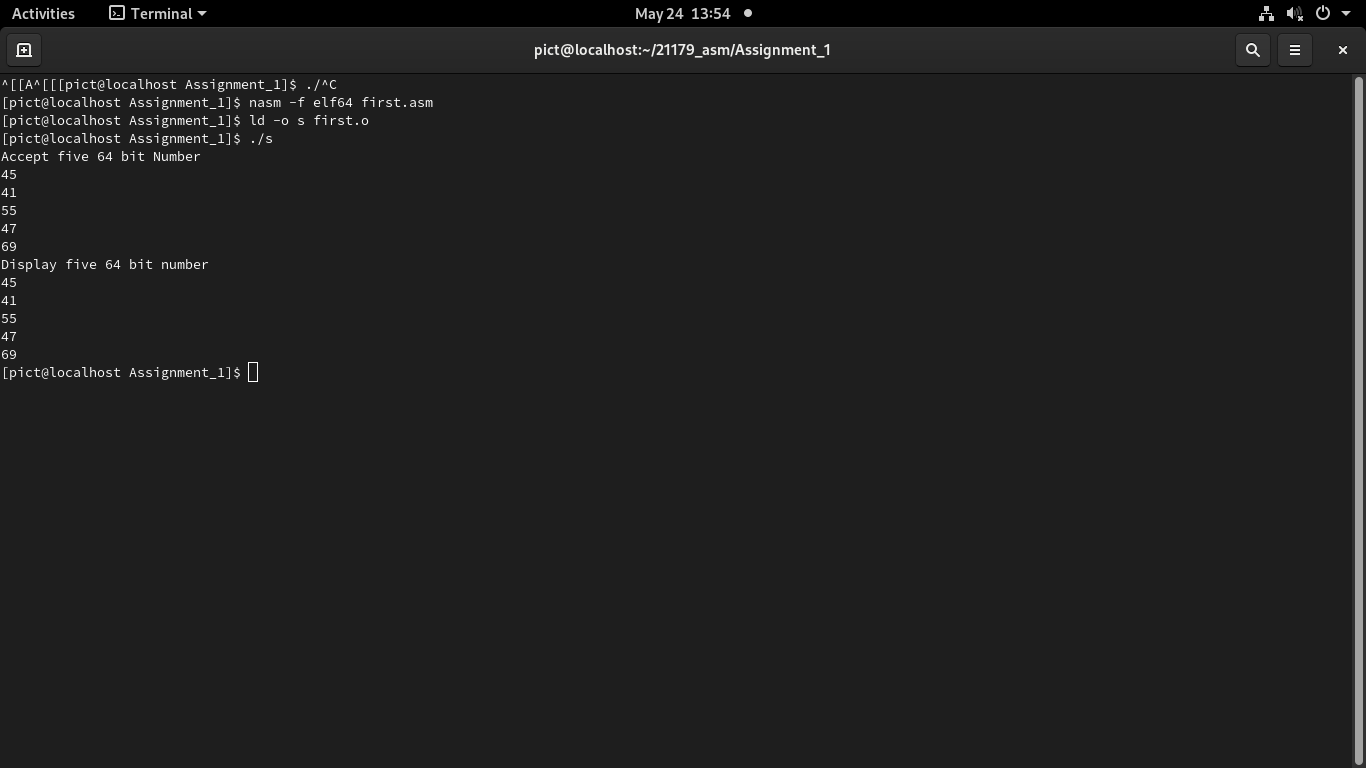 Activities Terminal May 24 13:54
pict@localhost:~/21179_asm/Assignment_1
^[[A^[[[pict@localhost Assignment_1]$ ./^C
[pict@localhost Assignment_1]$ nasm -f elf64 first.asm
[pict@localhost Assignment_1]$ ld -o s first.o
[pict@localhost Assignment_1]$ ./s
Accept five 64 bit Number
45
41
55
47
69
Display five 64 bit number
45
41
55
47
69
[pict@localhost Assignment_1]$